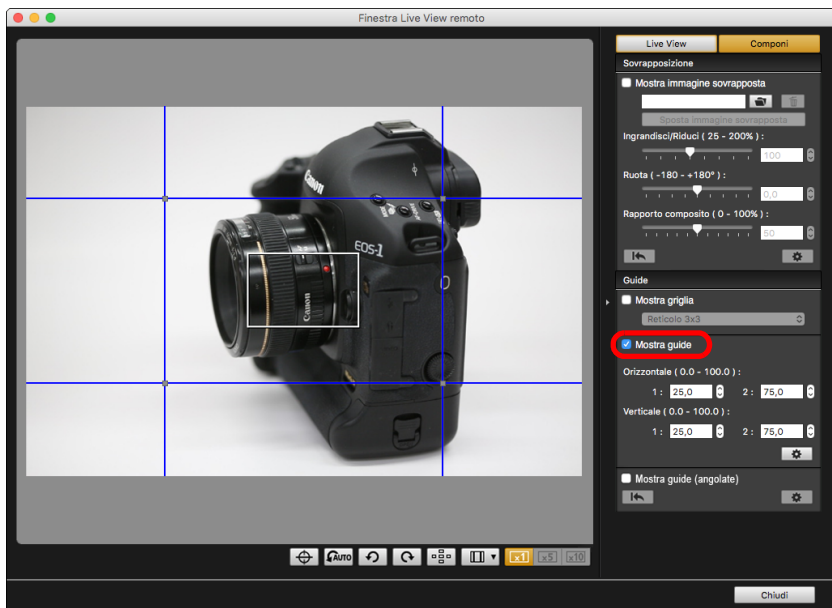 Finestra Live View remoto
Live View
Componi
Sovrapposizione
Mostra immagine sovrapposta
Sposta immagine sovrapposta
Ingrandisci/Riduci ( 25 - 200% ) :
100
Ruota ( -180 - +180° ) :
0,0
Rapporto composito ( 0 - 100% ) :
50
Guide
Mostra griglia
Reticolo 3x3
Mostra guide
Orizzontale ( 0.0 - 100.0 ) :
1 : 25,0 2 : 75,0
Verticale ( 0.0 - 100.0 ) :
1 : 25,0 2 : 75,0
Mostra guide (angolate)
Canon
EOS-1
Canon
AUTO
x1 x5 x10
Chiudi